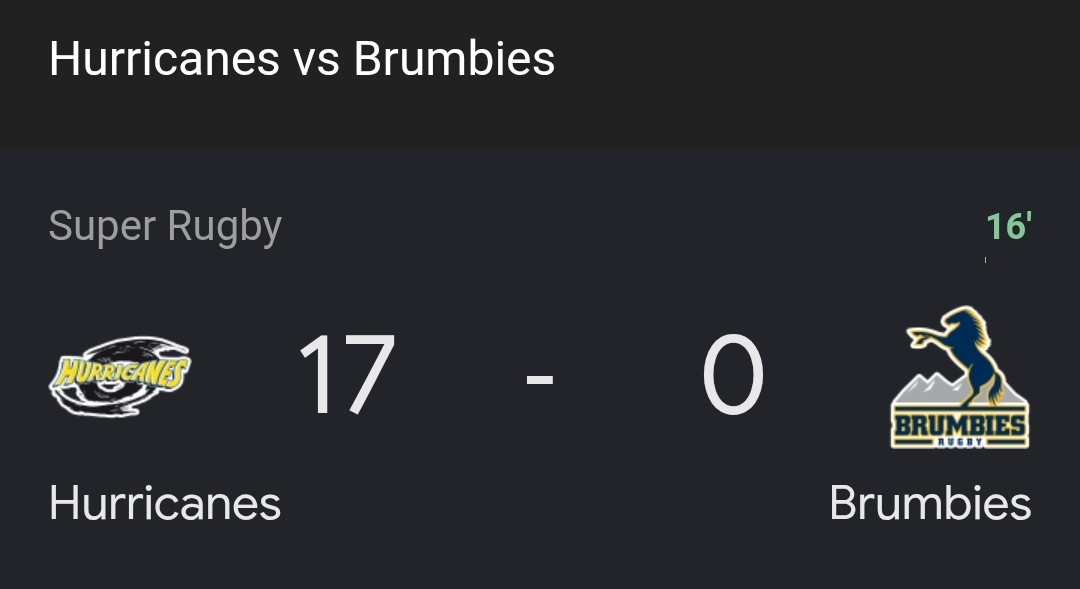 Hurricanes vs Brumbies
Super Rugby
16'
HURRICANES
17 - 0
BRUMBIES
RUGBY
Hurricanes
Brumbies